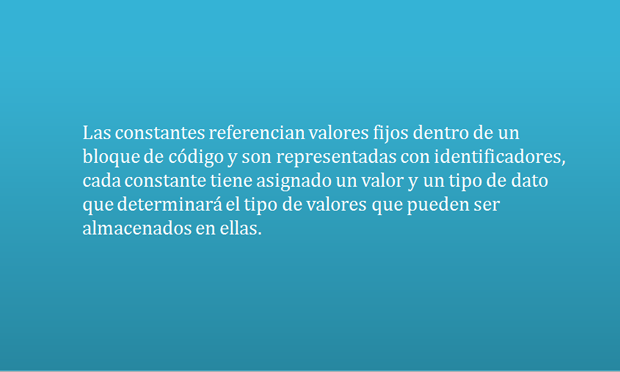 Las constantes referencian valores fijos dentro de un
bloque de código y son representadas con identificadores,
cada constante tiene asignado un valor y un tipo de dato
que determinará el tipo de valores que pueden ser
almacenados en ellas.